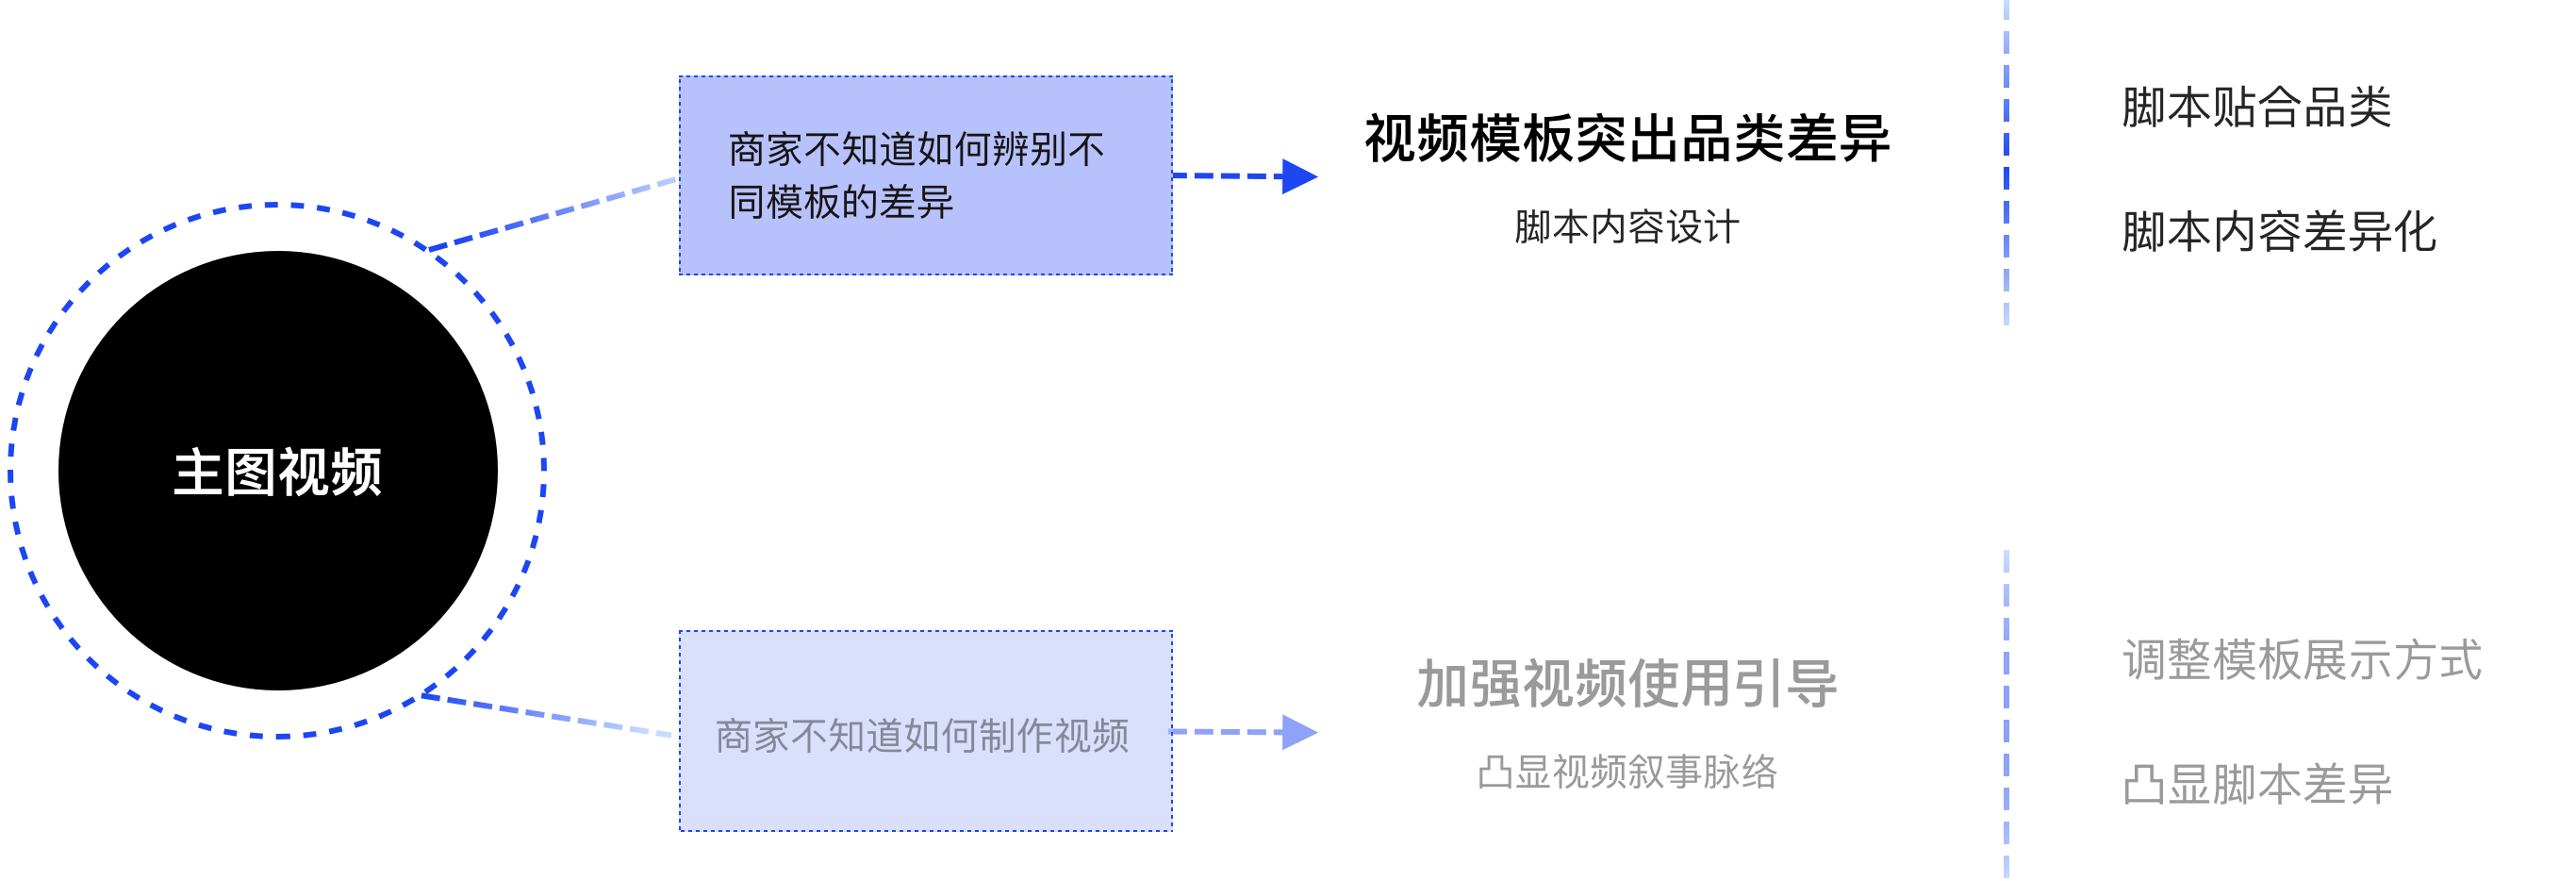 主图视频
商家不知道如何辨别不
同模板的差异
视频模板突出品类差异
脚本内容设计
脚本贴合品类
脚本内容差异化
商家不知道如何制作视频
加强视频使用引导
凸显视频叙事脉络
调整模板展示方式
凸显脚本差异